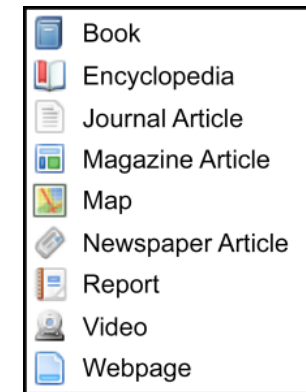 Book
Encyclopedia
Journal Article
Magazine Article
Map
Newspaper Article
Report
Video
Webpage